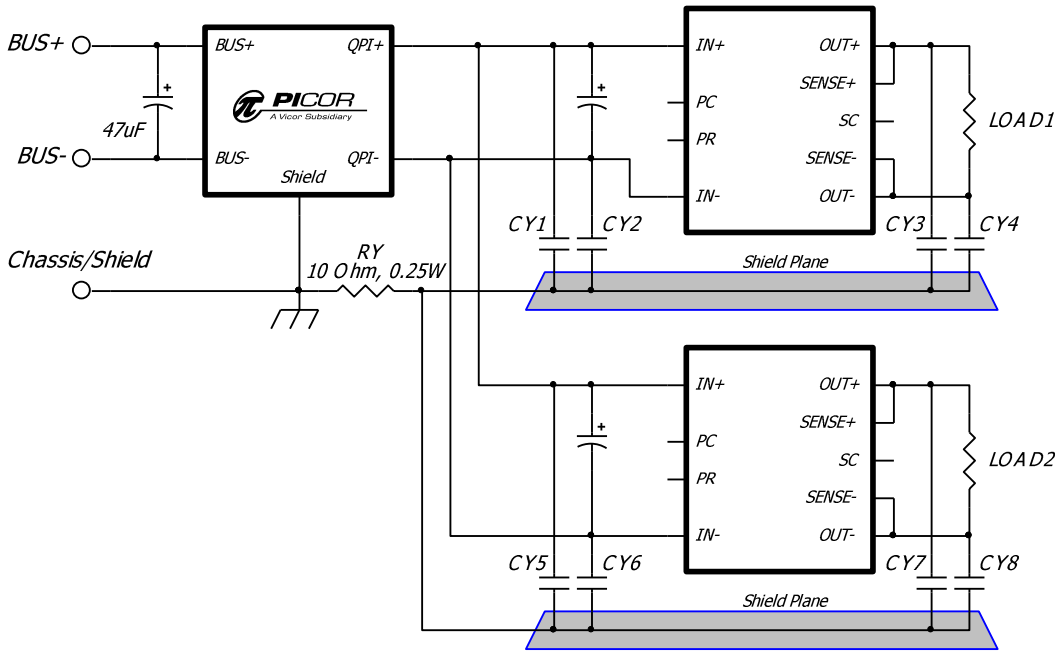 BUS+
BUS-
47uF
BUS+
QPI+
π PICOR
A Vicor Subsidiary
BUS-
QPI-
Shield
Chassis/Shield
RY
10 Ohm, 0.25W
IN+
PC
PR
IN-
OUT+
SENSE+
SC
SENSE-
OUT-
LOAD1
CY1
CY2
CY3
CY4
Shield Plane
IN+
PC
PR
IN-
OUT+
SENSE+
SC
SENSE-
OUT-
LOAD2
CY5
CY6
CY7
CY8
Shield Plane